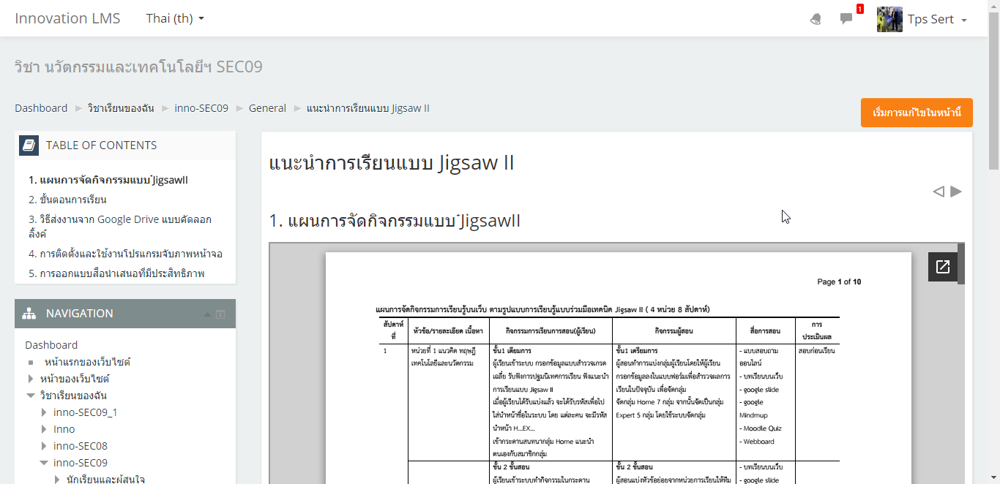 Innovation LMS
Thai (th)
1
Tps Sert
วิชา นวัตกรรมและเทคโนโลยีฯ SEC09
Dashboard
วิชาเรียนของฉัน
inno-SEC09
General
แนะนำการเรียนแบบ Jigsaw II
เริ่มการแก้ไขในหน้านี้
TABLE OF CONTENTS
1. แผนการจัดกิจกรรมแบบ ๋JigsawII
2. ขั้นตอนการเรียน
3. วิธีส่งงานจาก Google Drive แบบคัดลอก
ลิ้งค์
4. การติดตั้งและใช้งานโปรแกรมจับภาพหน้าจอ
5. การออกแบบสื่อนำเสนอที่มีประสิทธิภาพ
NAVIGATION
Dashboard
หน้าแรกของเว็บไซต์
หน้าของเว็บไซต์
วิชาเรียนของฉัน
inno-SEC09_1
Inno
inno-SEC08
inno-SEC09
นักเรียนและผู้สนใจ
แนะนำการเรียนแบบ Jigsaw II
1. แผนการจัดกิจกรรมแบบ ๋JigsawII
Page 1 of 10
แผนการจัดกิจกรรมการเรียนรู้บนเว็บ ตามรูปแบบการเรียนรู้แบบร่วมมือเทคนิค Jigsaw II ( 4 หน่วย 8 สัปดาห์)
สัปดาห์
ที่
หัวข้อ/รายละเอียด เนื้อหา
กิจกรรมการเรียนการสอน(ผู้เรียน)
กิจกรรมผู้สอน
สื่อการสอน
การ
ประเมินผล
1
หน่วยที่ 1 แนวคิด ทฤษฎี
เทคโนโลยีและนวัตกรรม
ขั้น1 เตียมการ
ผู้เรียนเข้าระบบ กรอกข้อมูลแบบสำรวจเกรด
เฉลี่ย รับฟังการปฐมนิเทศการเรียน ฟังแนะนำ
การเรียนแบบ Jigsaw II
เมื่อผู้เรียนได้รับแบ่งแล้ว จะได้รับรหัสเพื่อไป
ใส่นำหน้าชื่อในระบบ โดย แต่ละคน จะมีรหัส
นำหน้า H...EX...
เข้ากระดานสนทนากลุ่ม Home แนะนำ
ตนเองกับสมาชิกกลุ่ม
ขั้น1 เตรียมการ
ผู้สอนทำการแบ่งกลุ่มผู้เรียนโดยให้ผู้เรียน
กรอกข้อมูลลงในแบบฟอร์มเพื่อสำรวจผลการ
เรียนในปัจจุบัน เพื่อจัดกลุ่ม
จัดกลุ่ม Home 7 กลุ่ม จากนั้นจัดเป็นกลุ่ม
Expert 5 กลุ่ม โดยใช้ระบบจัดกลุ่ม
- แบบสอบถาม
ออนไลน์
- บทเรียนบนเว็บ
- google slide
- google
Mindmup
- Moodle Quiz
- Webboard
สอบก่อนเรียน
ขั้น 2 ขั้นสอน
ผู้เรียนเข้าระบบทำกิจกรรมในกระดาน
ขั้น 2 ขั้นสอน
ผู้สอนแบ่งหัวข้อย่อยจากหน่วยการเรียนให้ทีม
- บทเรียนบนเว็บ
- google slide